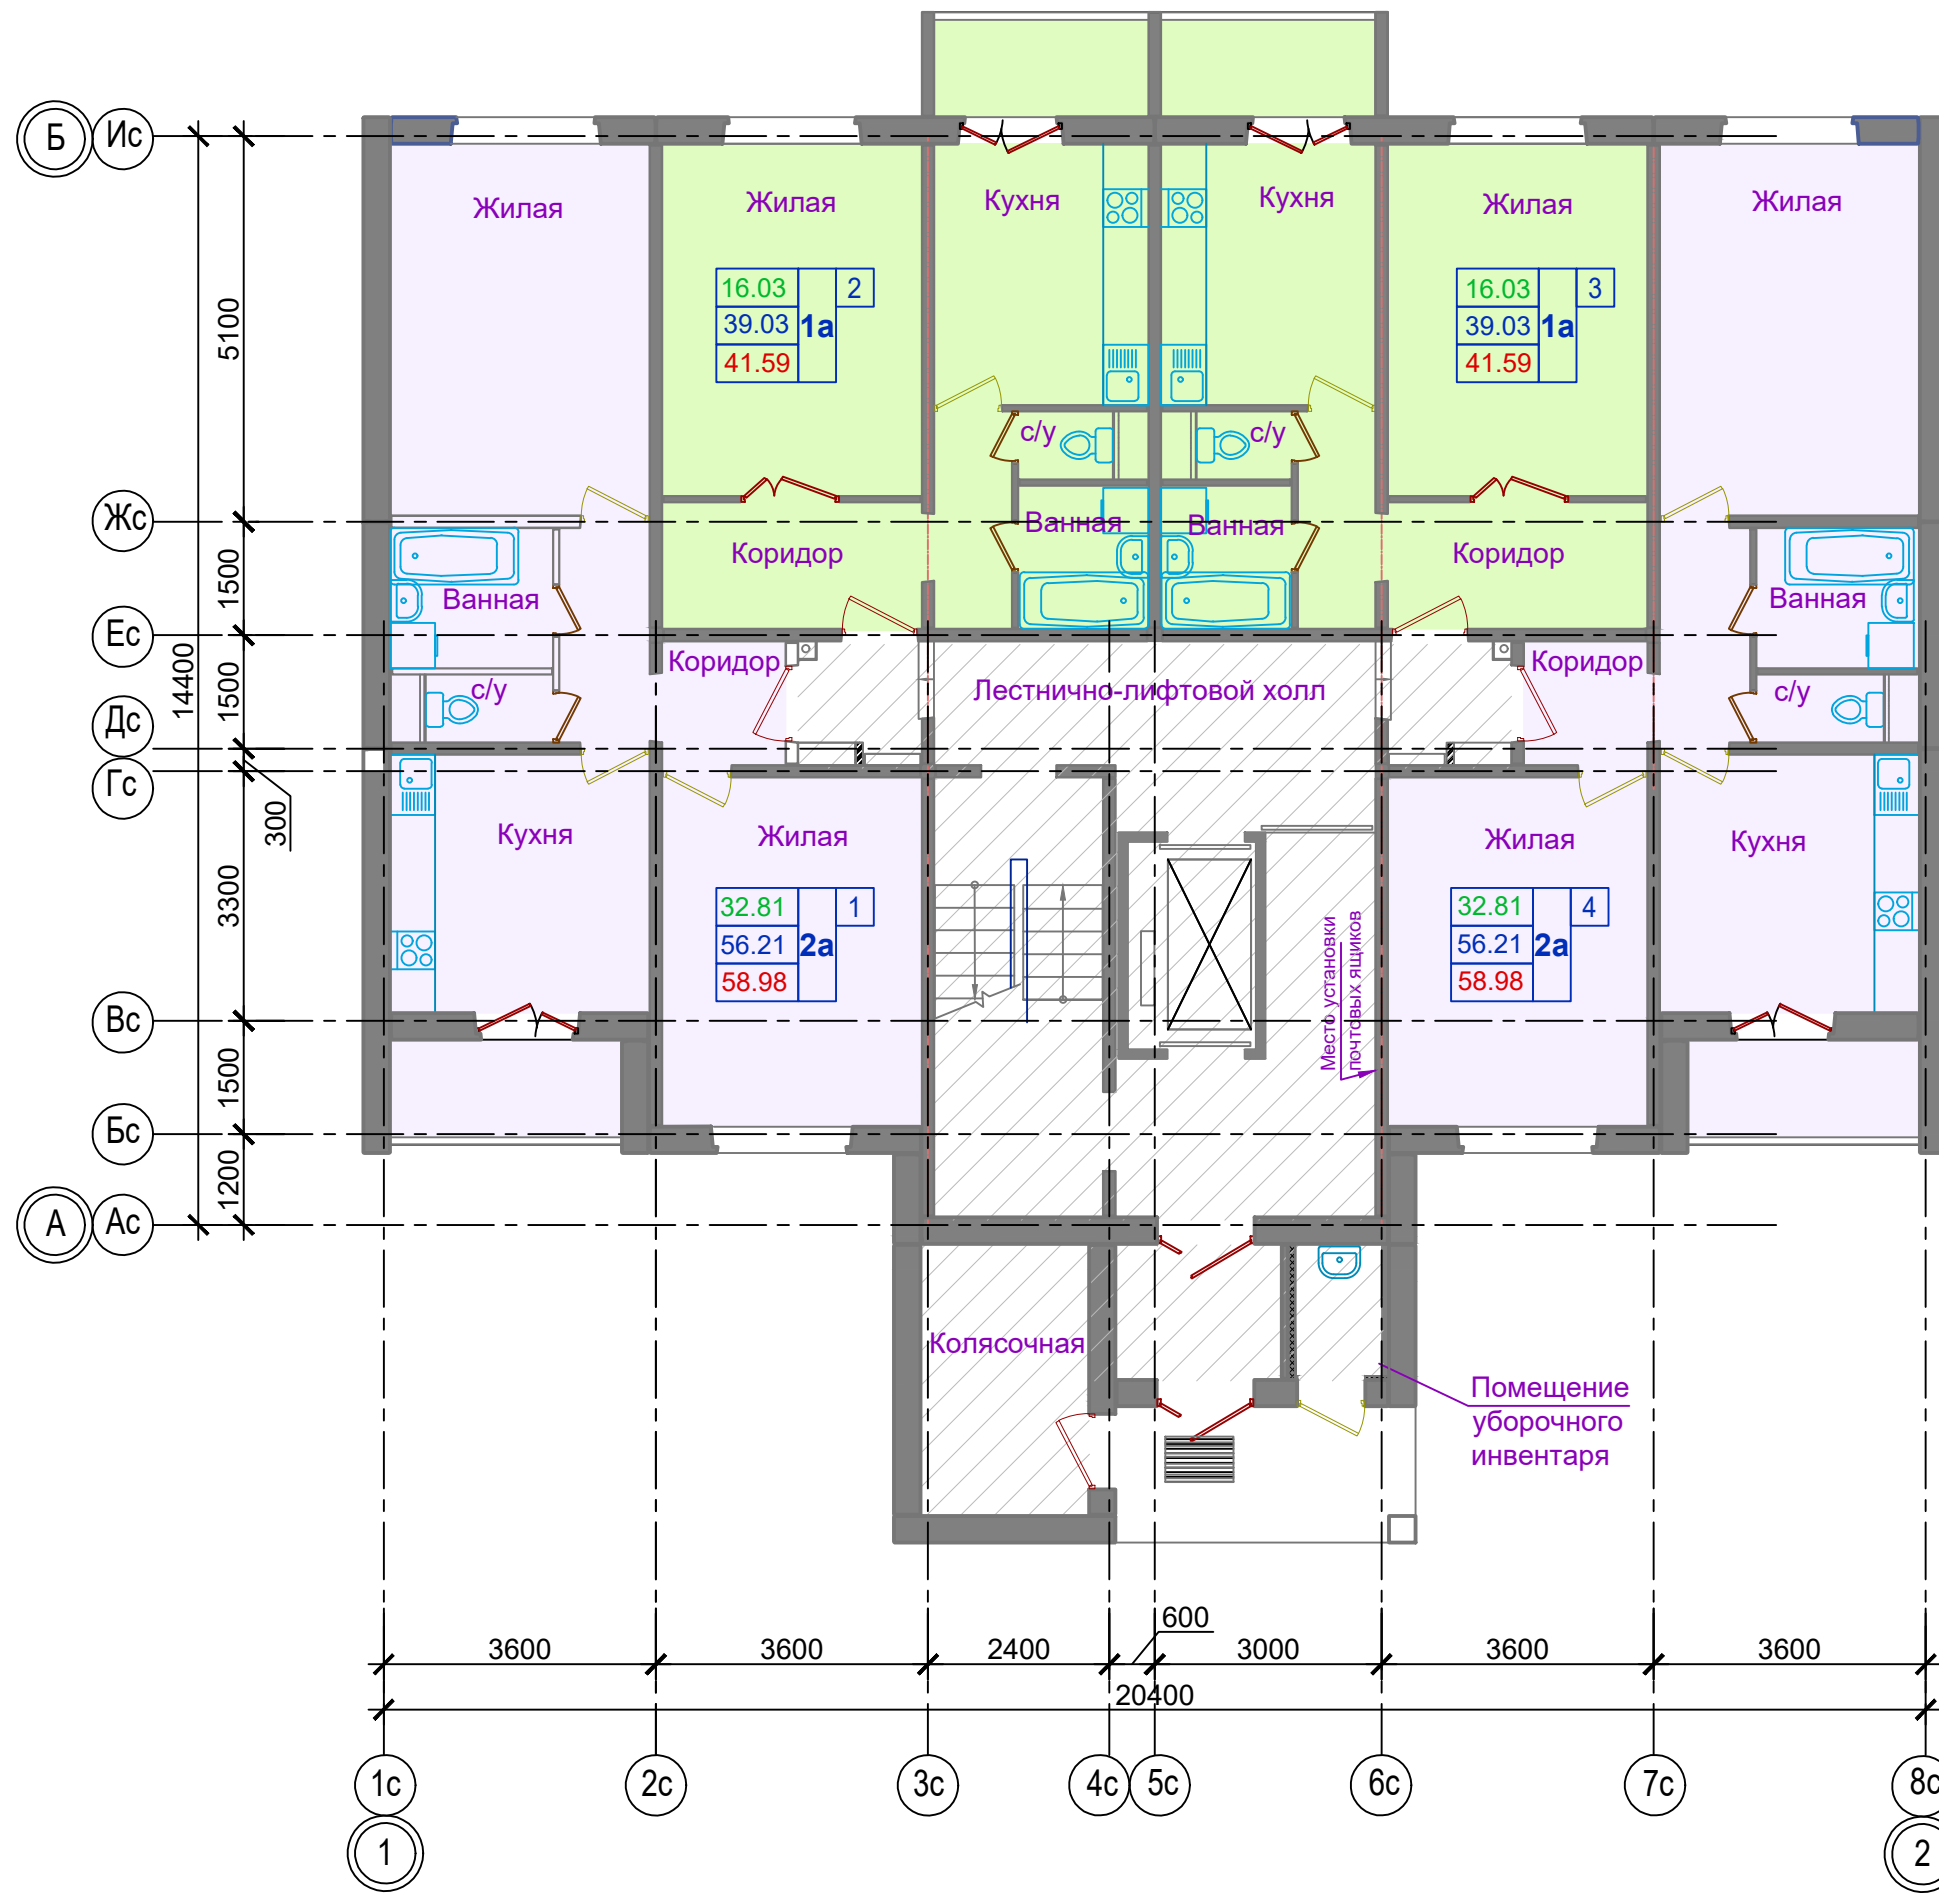 Б
Ис
Жс
Ес
Дс
Гс
Вс
Бс
А
Ас
14400
5100
1500
1500
300
3300
1500
1200
Жилая
Жилая
Кухня
Кухня
Жилая
Жилая
16.03
39.03
41.59
1а
2
16.03
39.03
41.59
1а
3
с/у
с/у
Ванная
Ванная
Коридор
Коридор
Ванная
Ванная
Коридор
Коридор
с/у
с/у
Лестнично-лифтовой холл
Кухня
Жилая
Жилая
Кухня
32.81
56.21
58.98
2а
1
32.81
56.21
58.98
2а
4
Место установки
почтовых ящиков
Колясочная
Помещение
уборочного
инвентаря
3600
3600
2400
600
3000
3600
3600
20400
1с
2с
3с
4с
5с
6с
7с
8с
1
2